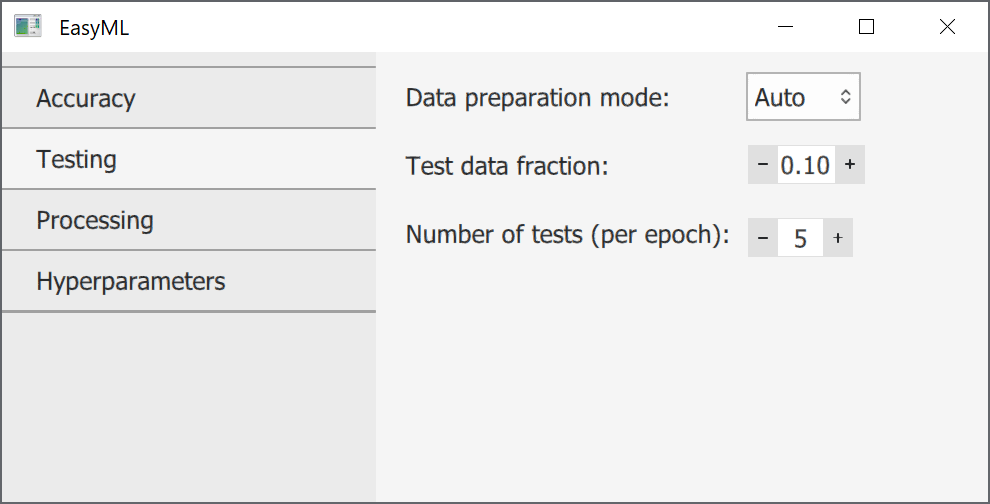 EasyML
Accuracy
Testing
Processing
Hyperparameters
Data preparation mode: Auto
Test data fraction: - 0.10 +
Number of tests (per epoch): - 5 +